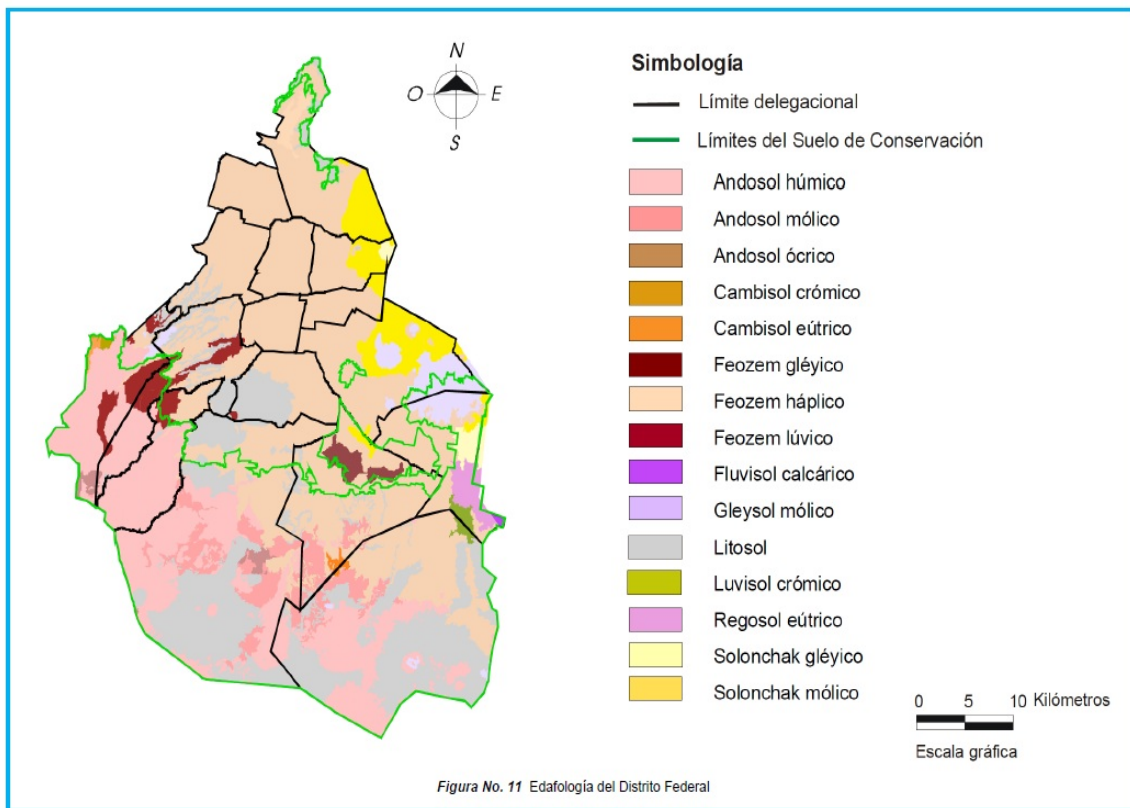 N
O
E
S
Simbología
Límite delegacional
Límites del Suelo de Conservación
Andosol húmico
Andosol mólico
Andosol ócrico
Cambisol crómico
Cambisol eútrico
Feozem gléyico
Feozem háplico
Feozem lúvico
Fluvisol calcárico
Gleysol mólico
Litosol
Luvisol crómico
Regosol eútrico
Solonchak gléyico
Solonchak mólico
0 5 10 Kilómetros
Escala gráfica
Figura No. 11 Edafología del Distrito Federal